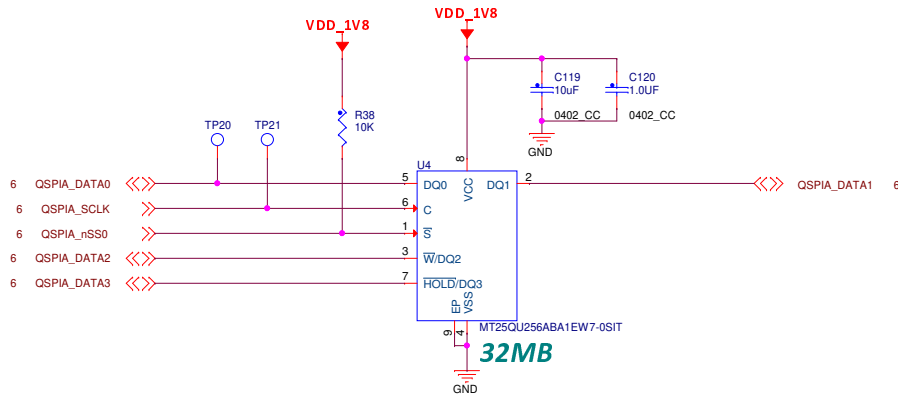 VDD_1V8
VDD_1V8
C119
10uF
0402_CC
C120
1.0UF
0402_CC
GND
R38
10K
TP20
TP21
U4
8
VCC
6 QSPIA_DATA0
5
DQ0
DQ1
2
QSPIA_DATA1 6
6 QSPIA_SCLK
6
C
6 QSPIA_nSS0
1
S
6 QSPIA_DATA2
3
W/DQ2
6 QSPIA_DATA3
7
HOLD/DQ3
EP
VSS
9
4
MT25QU256ABA1EW7-0SIT
32MB
GND